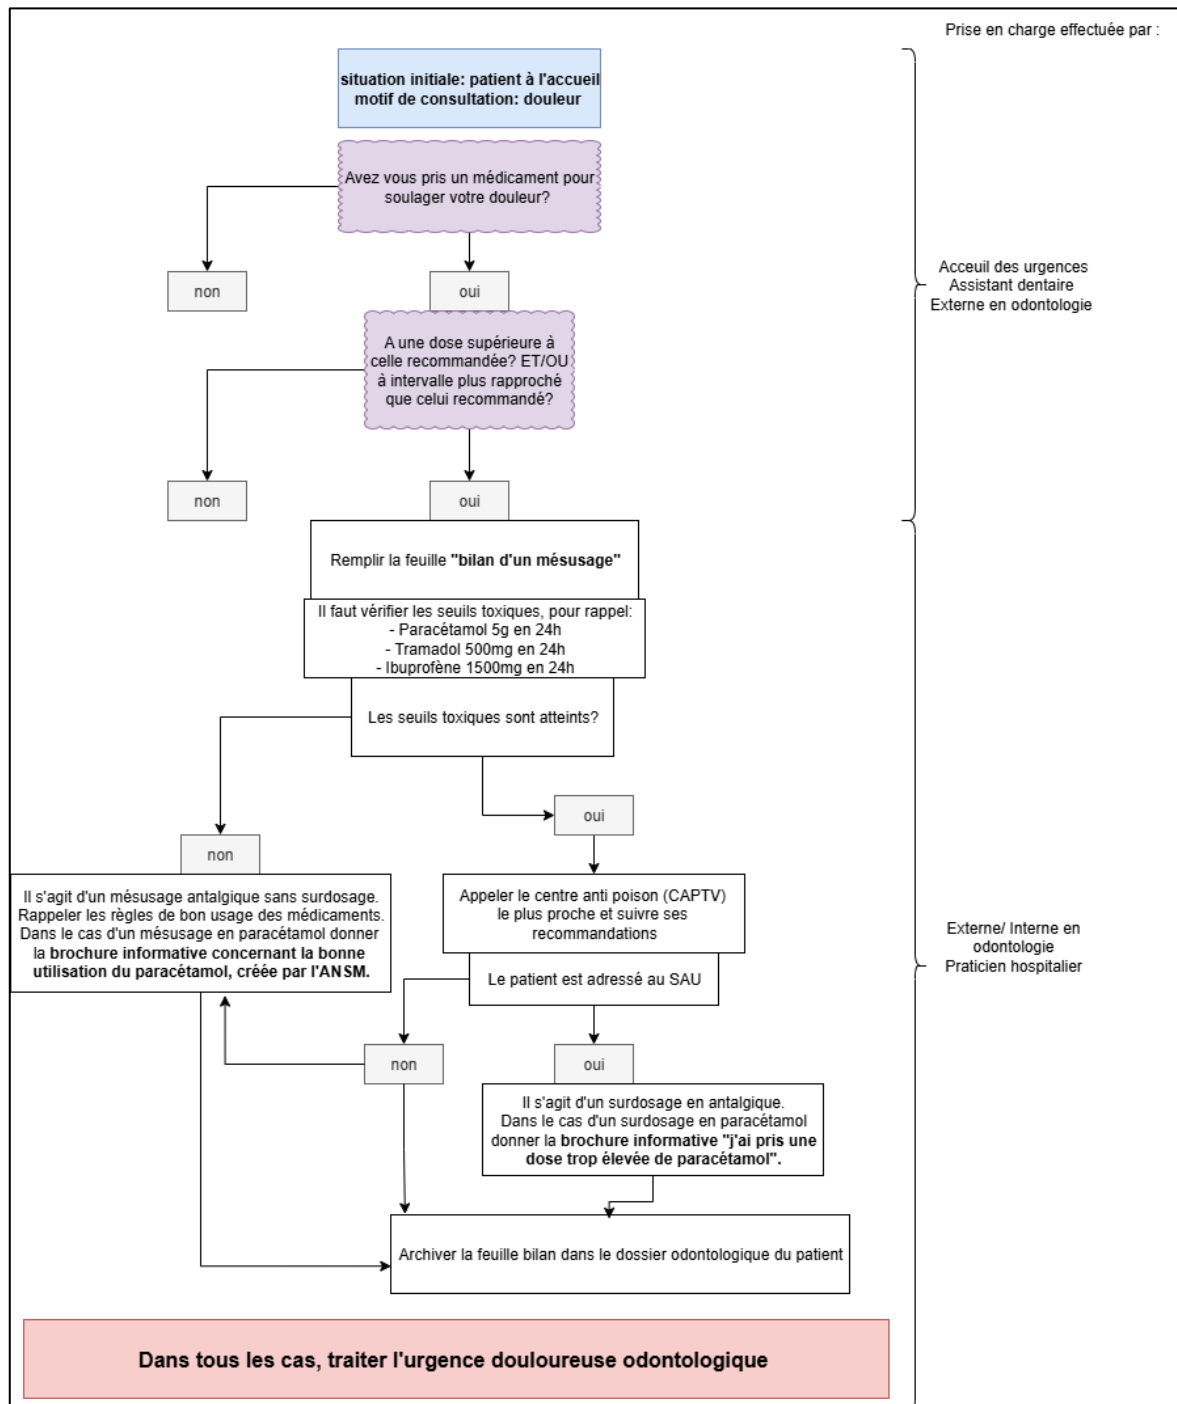 Prise en charge effectuée par :
situation initiale: patient à l'accueil
motif de consultation: douleur
Avez vous pris un médicament pour
soulager votre douleur?
non
oui
Acceuil des urgences
Assistant dentaire
Externe en odontologie
A une dose supérieure à
celle recommandée? ET/OU
à intervalle plus rapproché
que celui recommandé?
non
oui
Remplir la feuille "bilan d'un mésusage"
Il faut vérifier les seuils toxiques, pour rappel:
- Paracétamol 5g en 24h
- Tramadol 500mg en 24h
- Ibuprofène 1500mg en 24h
Les seuils toxiques sont atteints?
oui
non
Il s'agit d'un mésusage antalgique sans surdosage.
Rappeler les règles de bon usage des médicaments.
Dans le cas d'un mésusage en paracétamol donner
la brochure informative concernant la bonne
utilisation du paracétamol, créée par l'ANSM.
Appeler le centre anti poison (CAPTV)
le plus proche et suivre ses
recommandations
Externe/ Interne en
odontologie
Praticien hospitalier
Le patient est adressé au SAU
non
oui
Il s'agit d'un surdosage en antalgique.
Dans le cas d'un surdosage en paracétamol
donner la brochure informative "j'ai pris une
dose trop élevée de paracétamol".
Archiver la feuille bilan dans le dossier odontologique du patient
Dans tous les cas, traiter l'urgence douloureuse odontologique